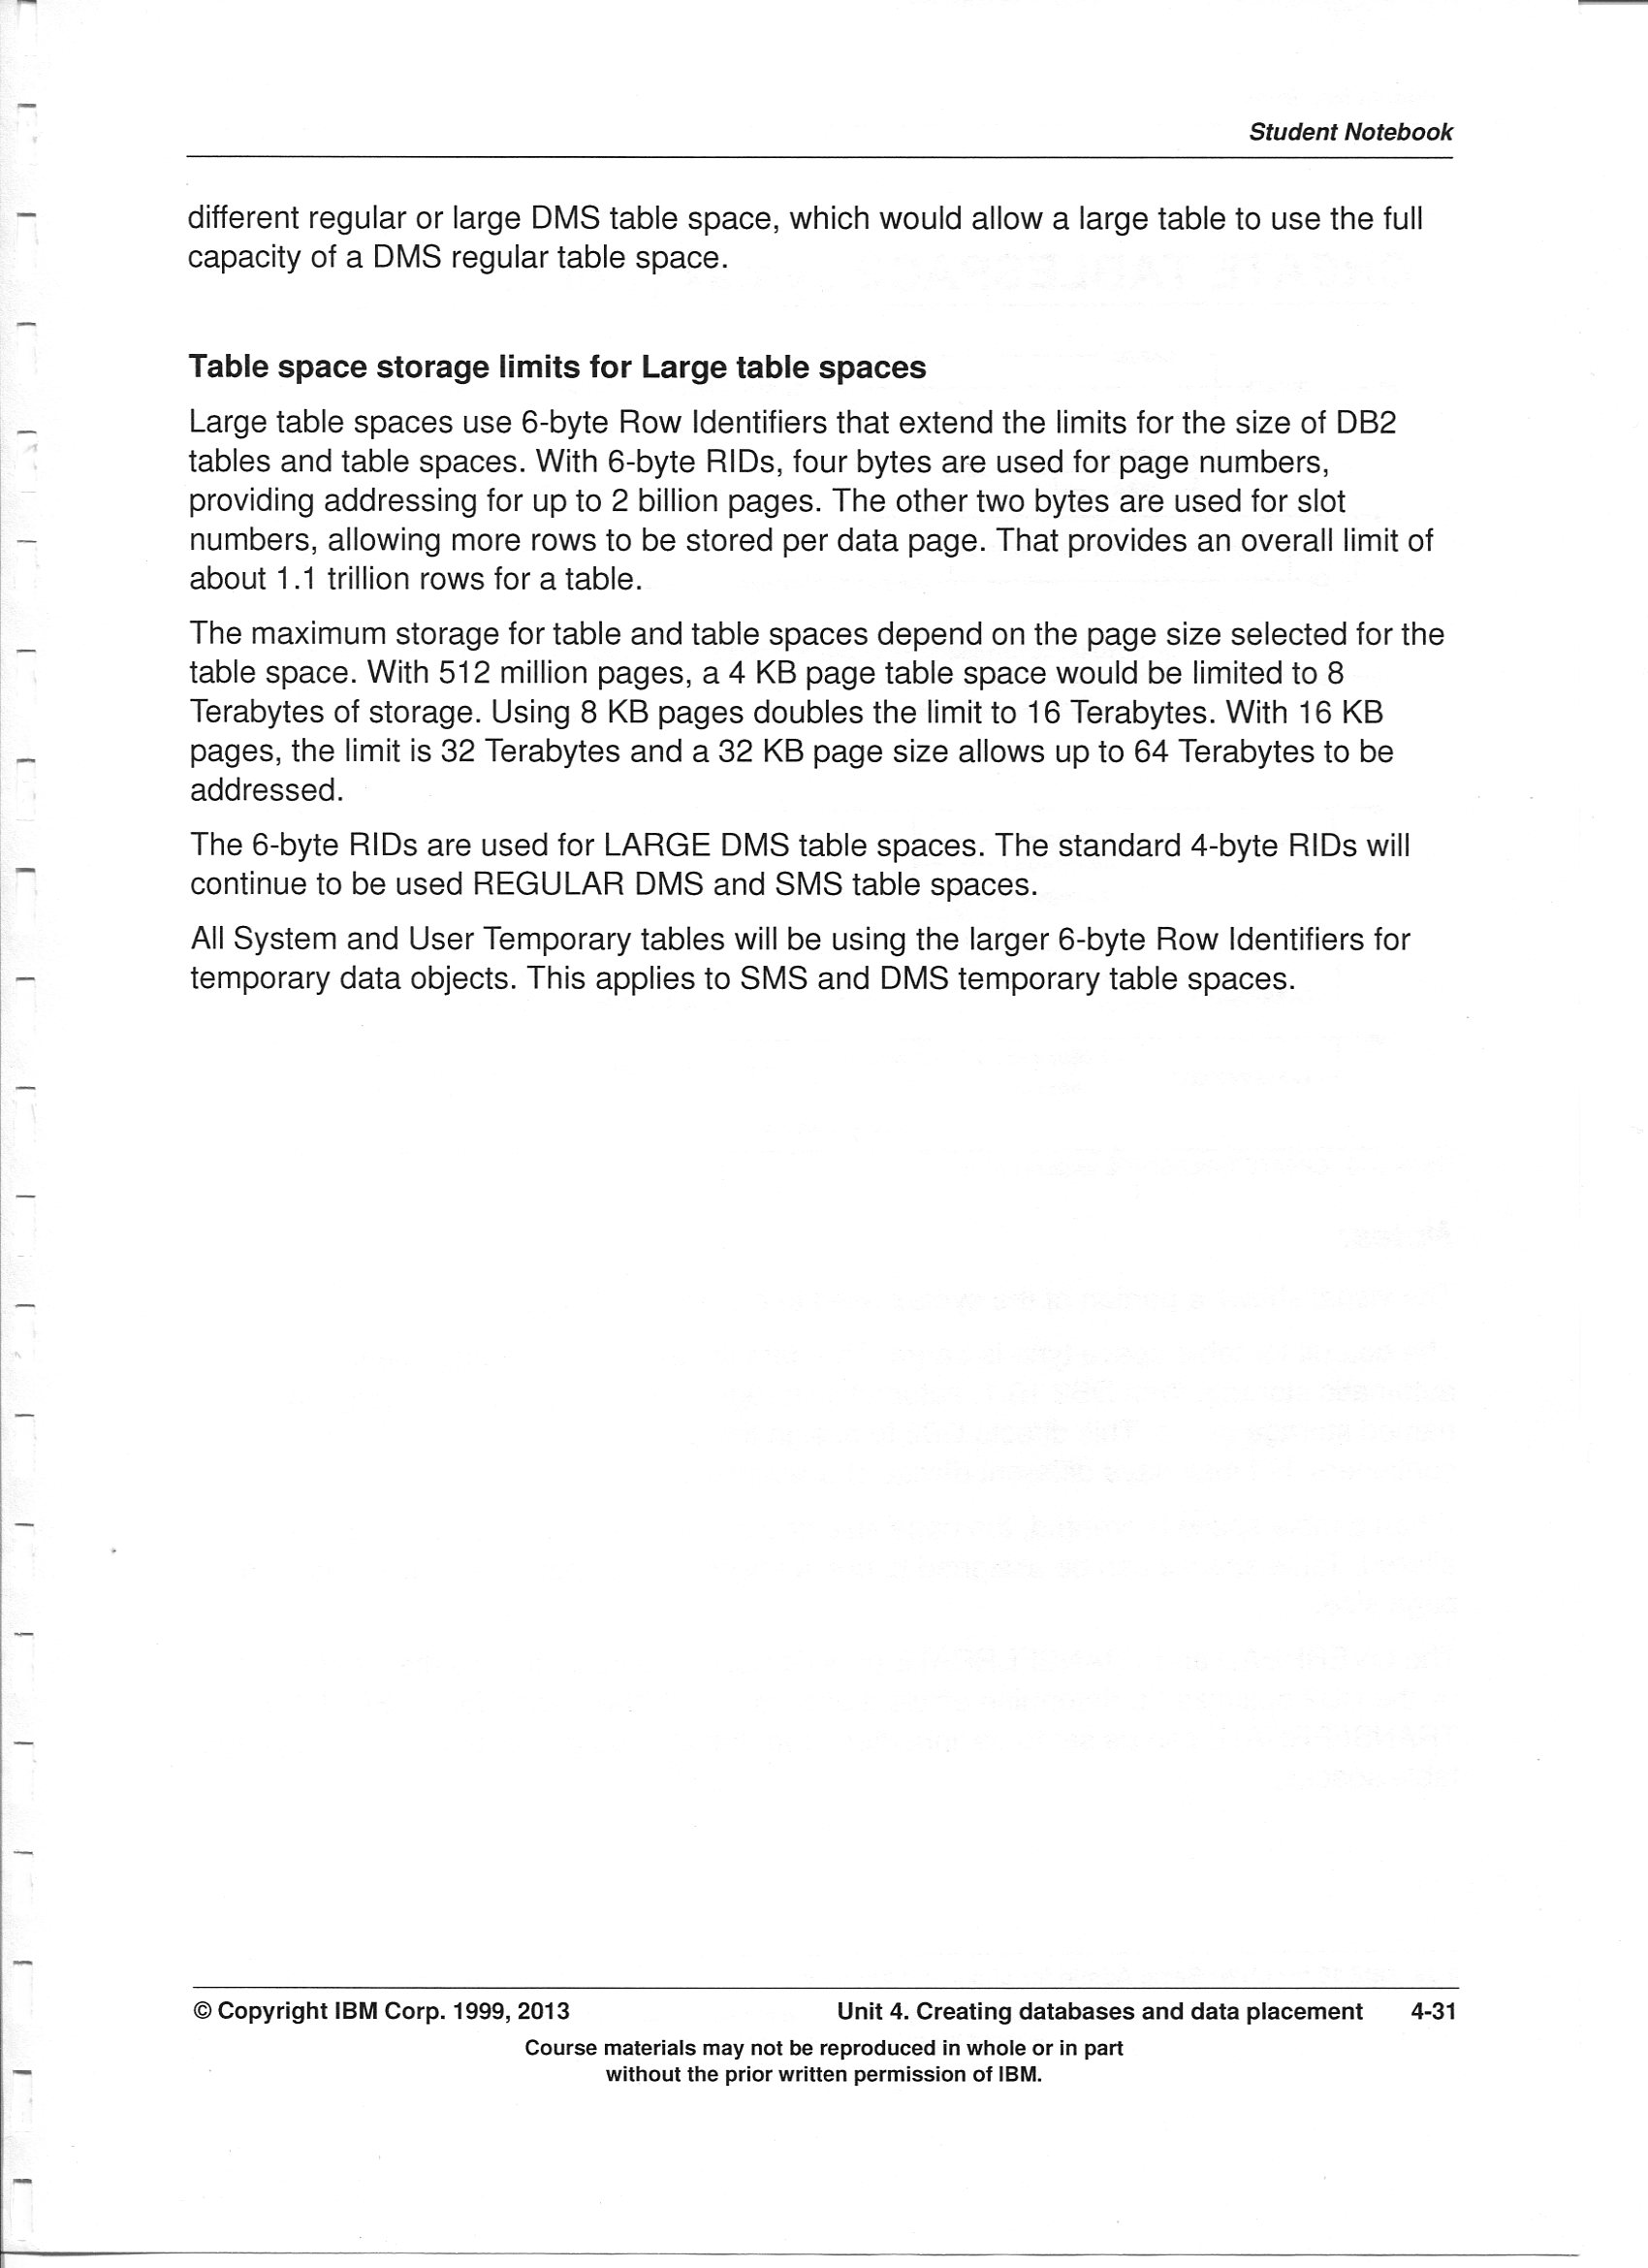 Student Notebook
different regular or large DMS table space, which would allow a large table to use the full
capacity of a DMS regular table space.
Table space storage limits for Large table spaces
Large table spaces use 6-byte Row Identifiers that extend the limits for the size of DB2
tables and table spaces. With 6-byte RIDs, four bytes are used for page numbers,
providing addressing for up to 2 billion pages. The other two bytes are used for slot
numbers, allowing more rows to be stored per data page. That provides an overall limit of
about 1.1 trillion rows for a table.
The maximum storage for table and table spaces depend on the page size selected for the
table space. With 512 million pages, a 4 KB page table space would be limited to 8
Terabytes of storage. Using 8 KB pages doubles the limit to 16 Terabytes. With 16 KB
pages, the limit is 32 Terabytes and a 32 KB page size allows up to 64 Terabytes to be
addressed.
The 6-byte RIDs are used for LARGE DMS table spaces. The standard 4-byte RIDs will
continue to be used REGULAR DMS and SMS table spaces.
All System and User Temporary tables will be using the larger 6-byte Row Identifiers for
temporary data objects. This applies to SMS and DMS temporary table spaces.
© Copyright IBM Corp. 1999, 2013 Unit 4. Creating databases and data placement 4-31
Course materials may not be reproduced in whole or in part
without the prior written permission of IBM.